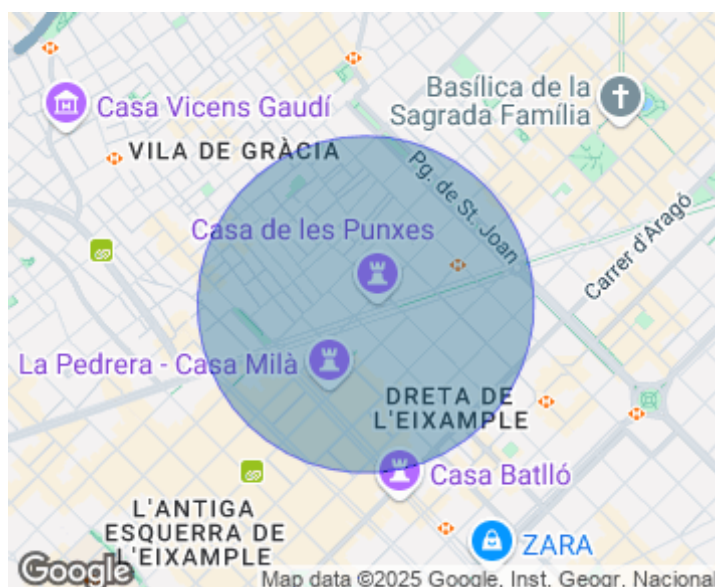 Casa Vicens Gaudí
Basílica de la
Sagrada Família
VILA DE GRÀCIA
Pg. de St. Joan
Casa de les Punxes
Carrer d'Aragó
La Pedrera - Casa Milà
DRETA DE
L'EIXAMPLE
Casa Batlló
L'ANTIGA
ESQUERRA DE
L'EIXAMPLE
ZARA
Google
Map data ©2025 Google, Inst. Geogr. Nacional